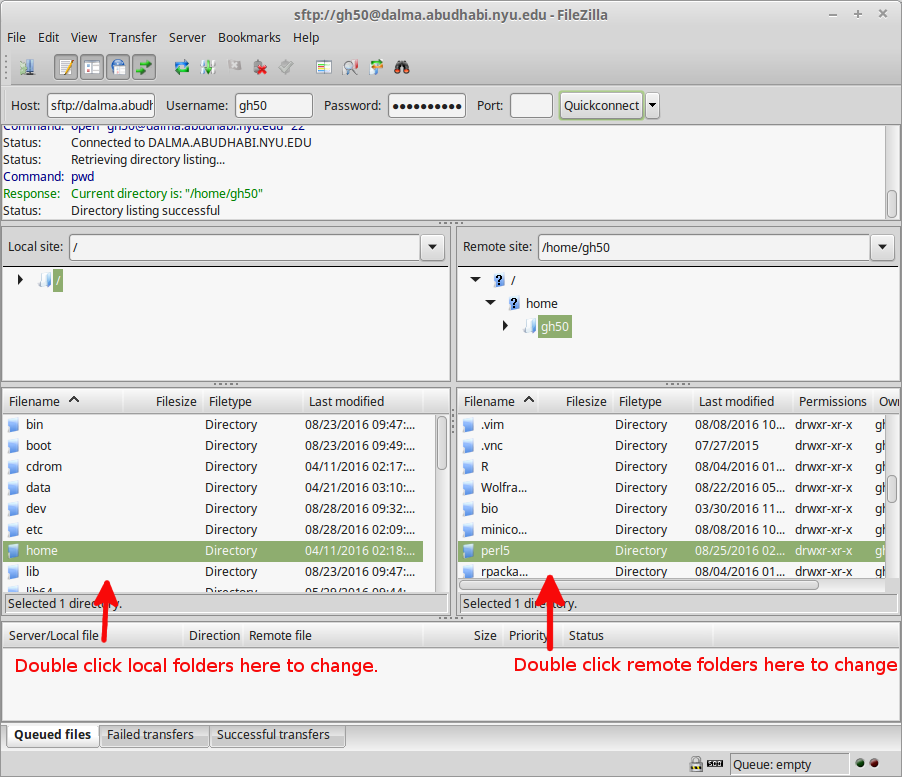 sftp://gh50@dalma.abudhabi.nyu.edu - FileZilla
File Edit View Transfer Server Bookmarks Help
Host: sftp://dalma.abudh Username: gh50 Password: ●●●●●●●●●● Port: Quickconnect
Command: open "gh50@dalma.abudhabi.nyu.edu" 22
Status: Connected to DALMA.ABUDHABI.NYU.EDU
Status: Retrieving directory listing...
Command: pwd
Response: Current directory is: "/home/gh50"
Status: Directory listing successful
Local site: /
/
Remote site: /home/gh50
/
home
gh50
Filename Filesize Filetype Last modified
bin Directory 08/23/2016 09:47:...
boot Directory 08/23/2016 09:49:...
cdrom Directory 04/11/2016 02:17:...
data Directory 04/21/2016 03:10:...
dev Directory 08/28/2016 09:32:...
etc Directory 08/28/2016 02:09:...
home Directory 04/11/2016 02:18:...
lib Directory 08/23/2016 09:47:...
lib64 Directory 05/29/2016 09:44:...
Selected 1 directory.
Filename Filesize Filetype Last modified Permissions Own
.vim Directory 08/08/2016 10... drwxr-xr-x gh
.vnc Directory 07/27/2015 drwxr-xr-x gh
R Directory 08/04/2016 01... drwxr-xr-x gh
Wolfra... Directory 08/22/2016 05... drwxr-xr-x gh
bio Directory 03/30/2016 11... drwxr-xr-x gh
minico... Directory 08/08/2016 10... drwxr-xr-x gh
perl5 Directory 08/25/2016 02... drwxr-xr-x gh
rpacka... Directory 08/04/2016 01... drwxr-xr-x gh
Selected 1 directory.
Server/Local file Direction Remote file Size Priority Status
Double click local folders here to change.
Double click remote folders here to change
Queued files Failed transfers Successful transfers
Queue: empty